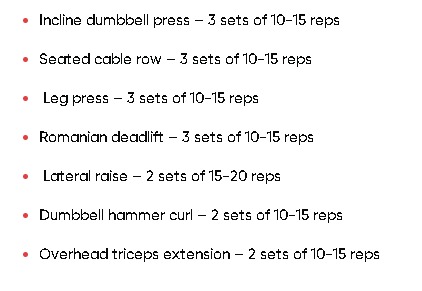 • Incline dumbbell press – 3 sets of 10-15 reps
• Seated cable row – 3 sets of 10-15 reps
• Leg press – 3 sets of 10-15 reps
• Romanian deadlift – 3 sets of 10-15 reps
• Lateral raise – 2 sets of 15-20 reps
• Dumbbell hammer curl – 2 sets of 10-15 reps
• Overhead triceps extension – 2 sets of 10-15 reps